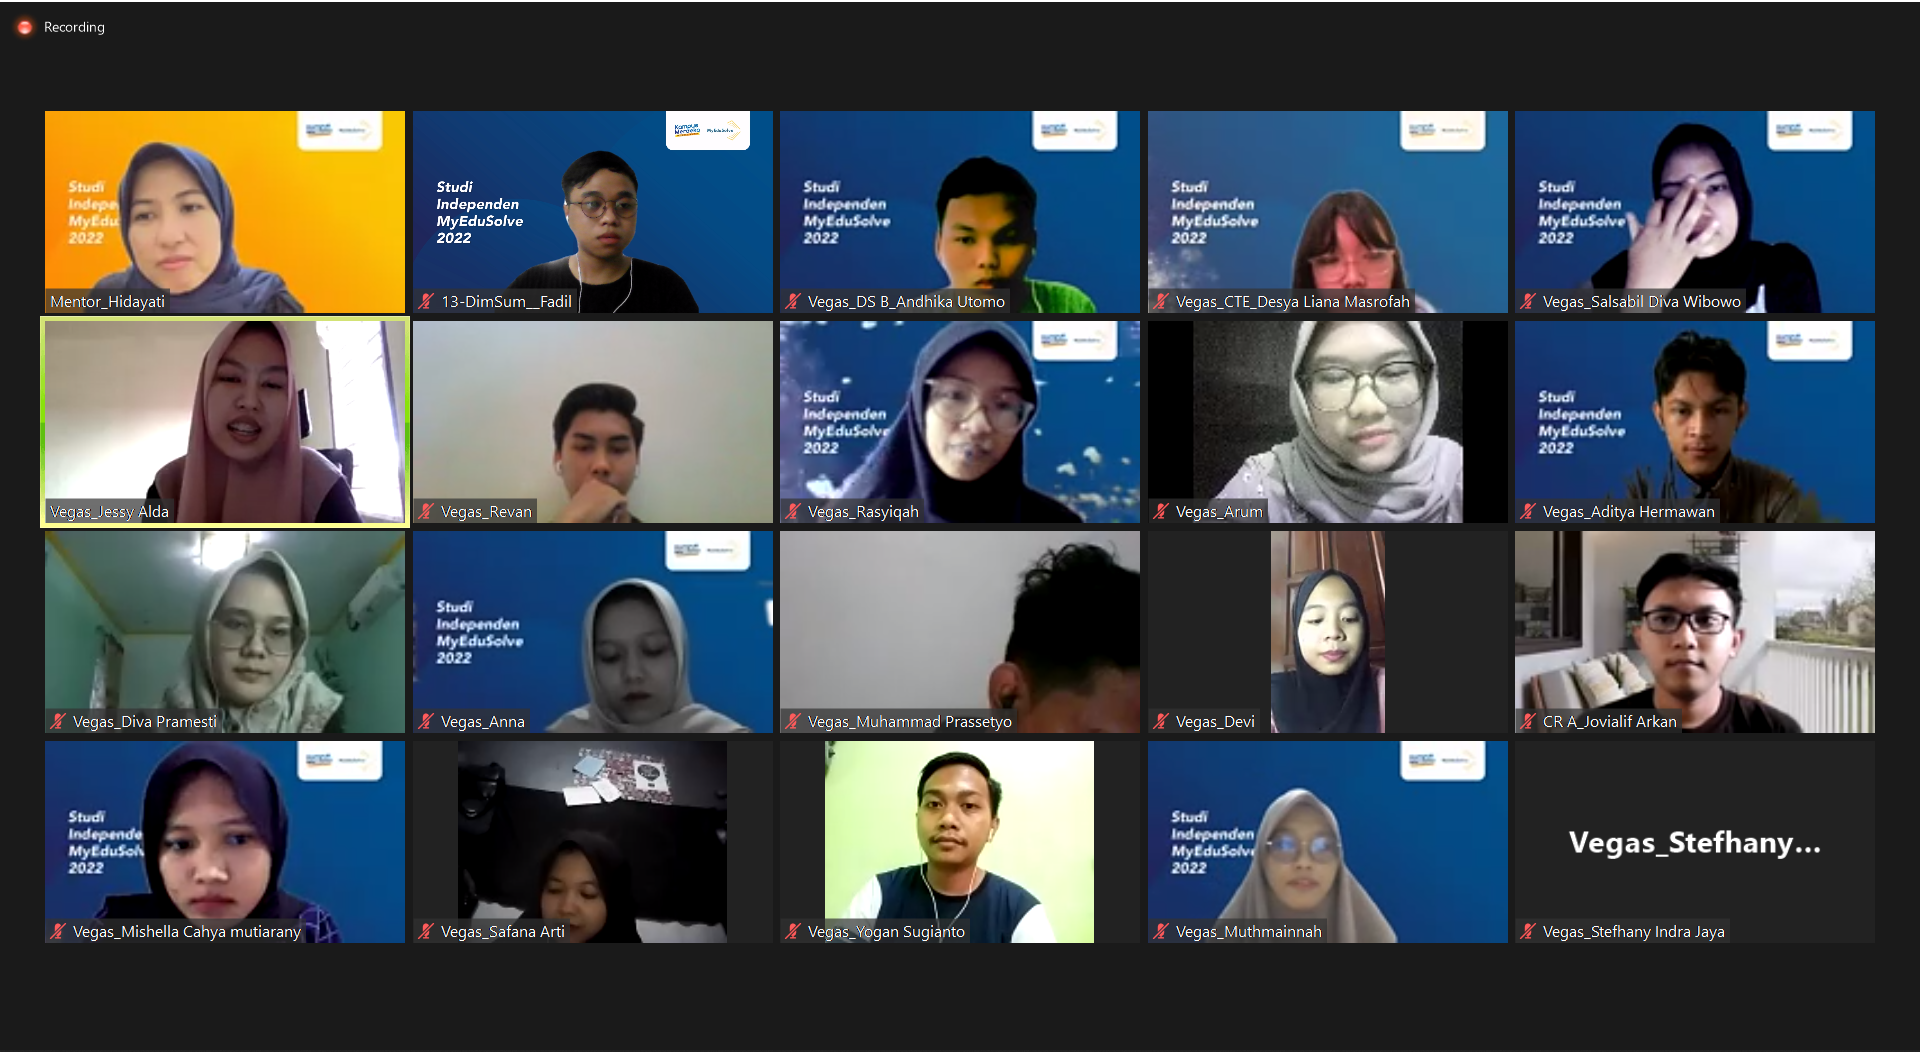 Recording
Studi
Indepe
MyEdu
2022
Mentor_Hidayati
Kampus
Merdeka
MyEduSolve
Studi
Independen
MyEduSolve
2022
13-DimSum__Fadil
Studi
Independen
MyEduSolve
2022
Vegas_DS B_Andhika Utomo
Studi
Independen
MyEduSolve
2022
Vegas_CTE_Desya Liana Masrofah
Studi
Independen
MyEduSolve
2022
Vegas_Salsabil Diva Wibowo
Vegas_Jessy Alda
Vegas_Revan
Studi
Independen
MyEduSolve
2022
Vegas_Rasyiqah
Vegas_Arum
Studi
Independen
MyEduSolve
2022
Vegas_Aditya Hermawan
Vegas_Diva Pramesti
Studi
Independen
MyEduSolve
2022
Vegas_Anna
Vegas_Muhammad Prassetyo
Vegas_Devi
CR A_Jovialif Arkan
Studi
Independe
MyEduSolv
2022
Vegas_Mishella Cahya mutiarany
Vegas_Safana Arti
Vegas_Yogan Sugianto
Studi
Independen
MyEduSolve
2022
Vegas_Muthmainnah
Vegas_Stefhany...
Vegas_Stefhany Indra Jaya